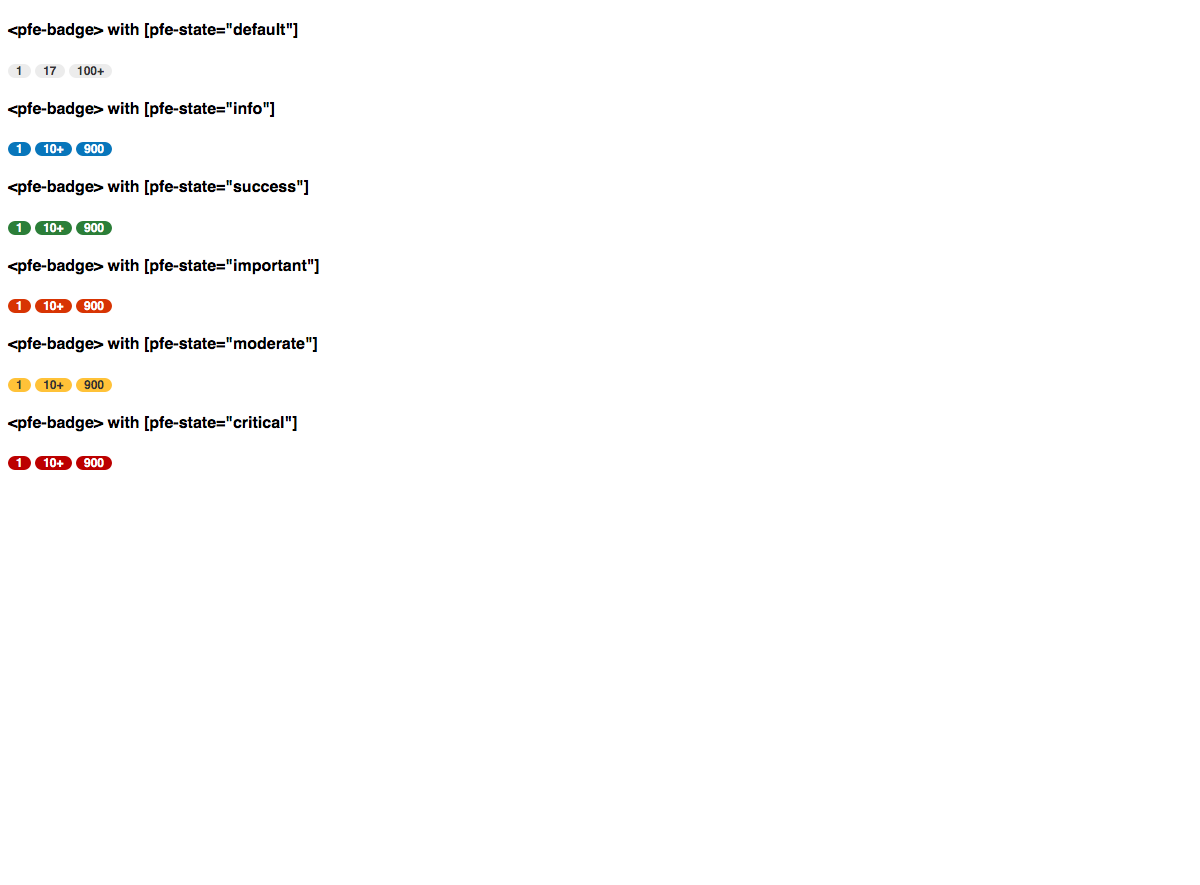 <pfe-badge> with [pfe-state="default"]
1 17 100+
<pfe-badge> with [pfe-state="info"]
1 10+ 900
<pfe-badge> with [pfe-state="success"]
1 10+ 900
<pfe-badge> with [pfe-state="important"]
1 10+ 900
<pfe-badge> with [pfe-state="moderate"]
1 10+ 900
<pfe-badge> with [pfe-state="critical"]
1 10+ 900